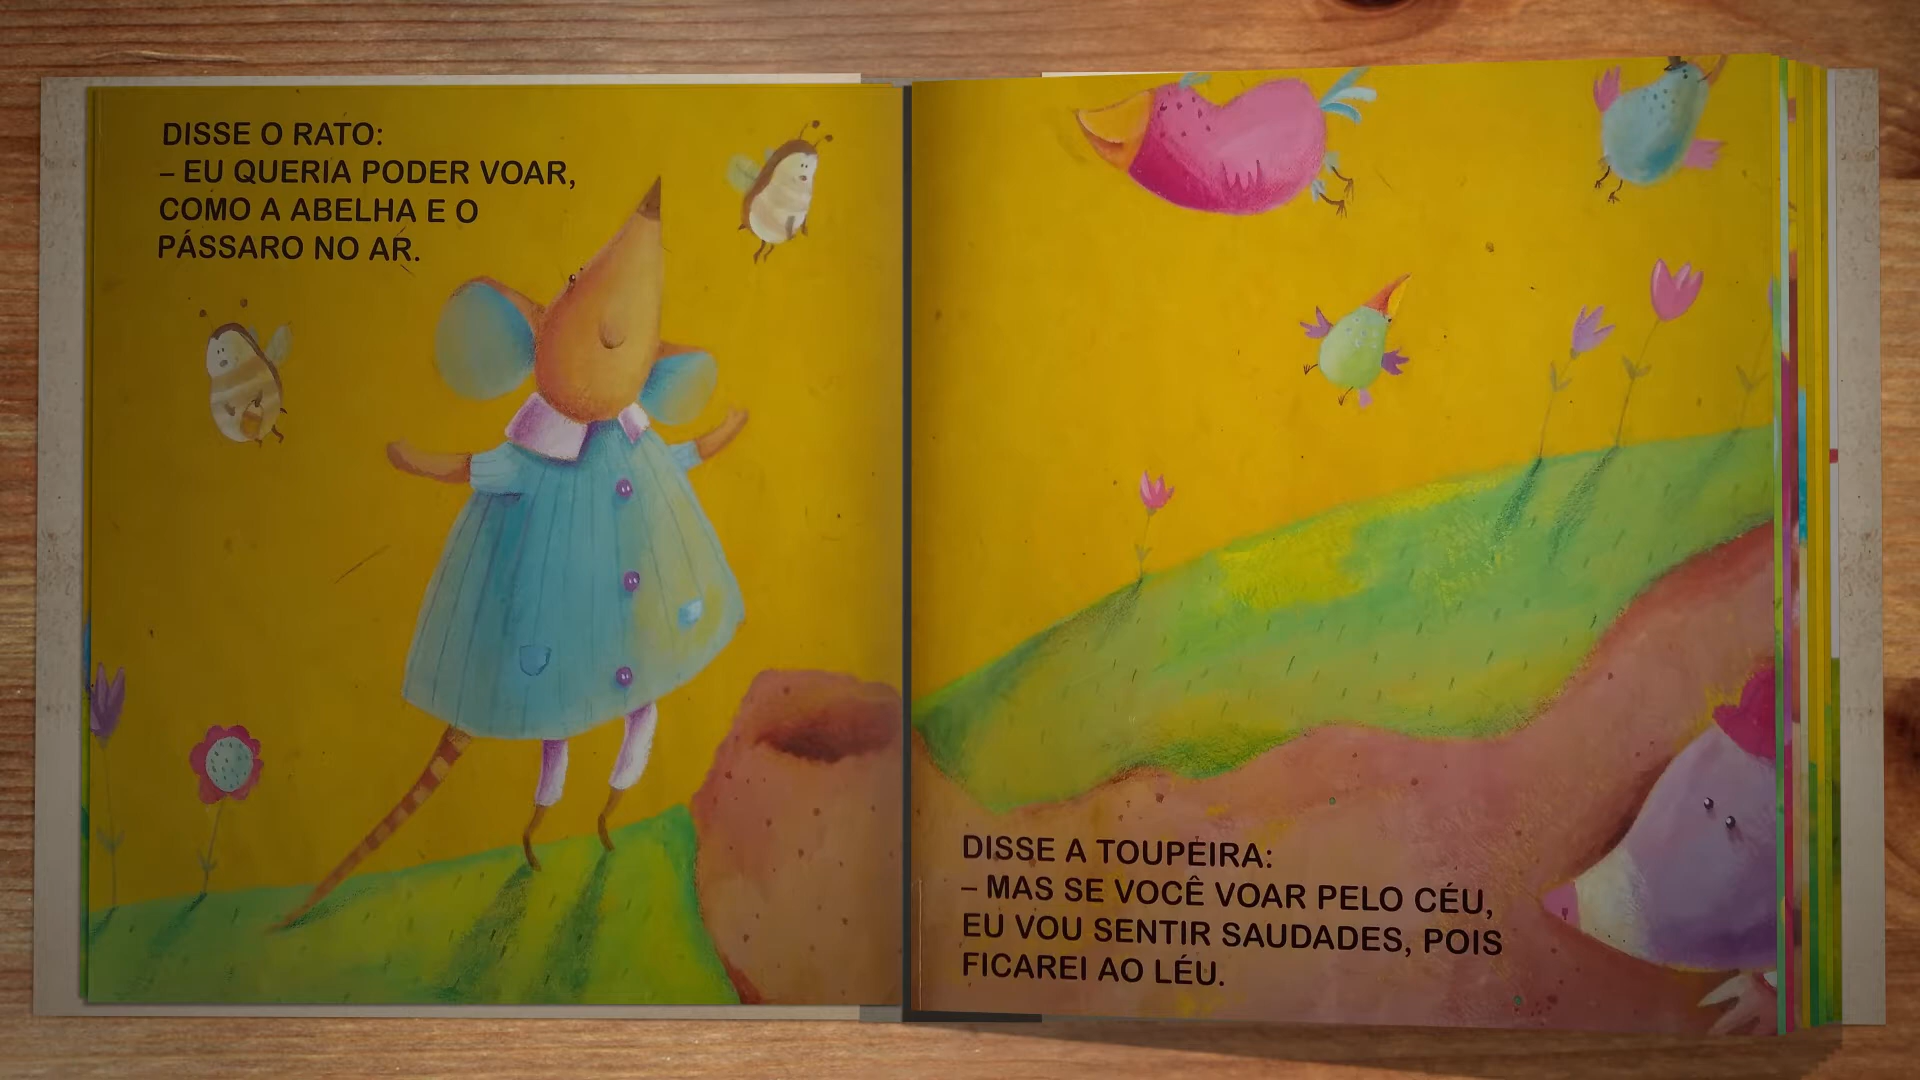 DISSE O RATO:
– EU QUERIA PODER VOAR,
COMO A ABELHA E O
PÁSSARO NO AR.
DISSE A TOUPEIRA:
– MAS SE VOCÊ VOAR PELO CÉU,
EU VOU SENTIR SAUDADES, POIS
FICAREI AO LÉU.